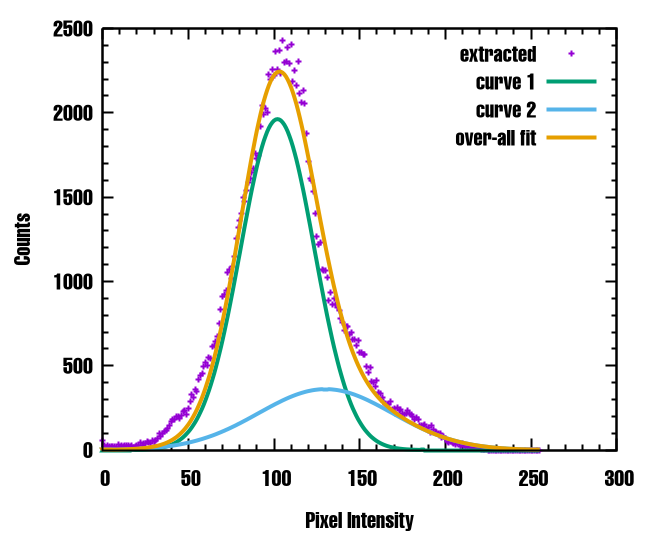 2500
2000
1500
1000
500
0
Counts
extracted
curve 1
curve 2
over-all fit
0 50 100 150 200 250 300
Pixel Intensity